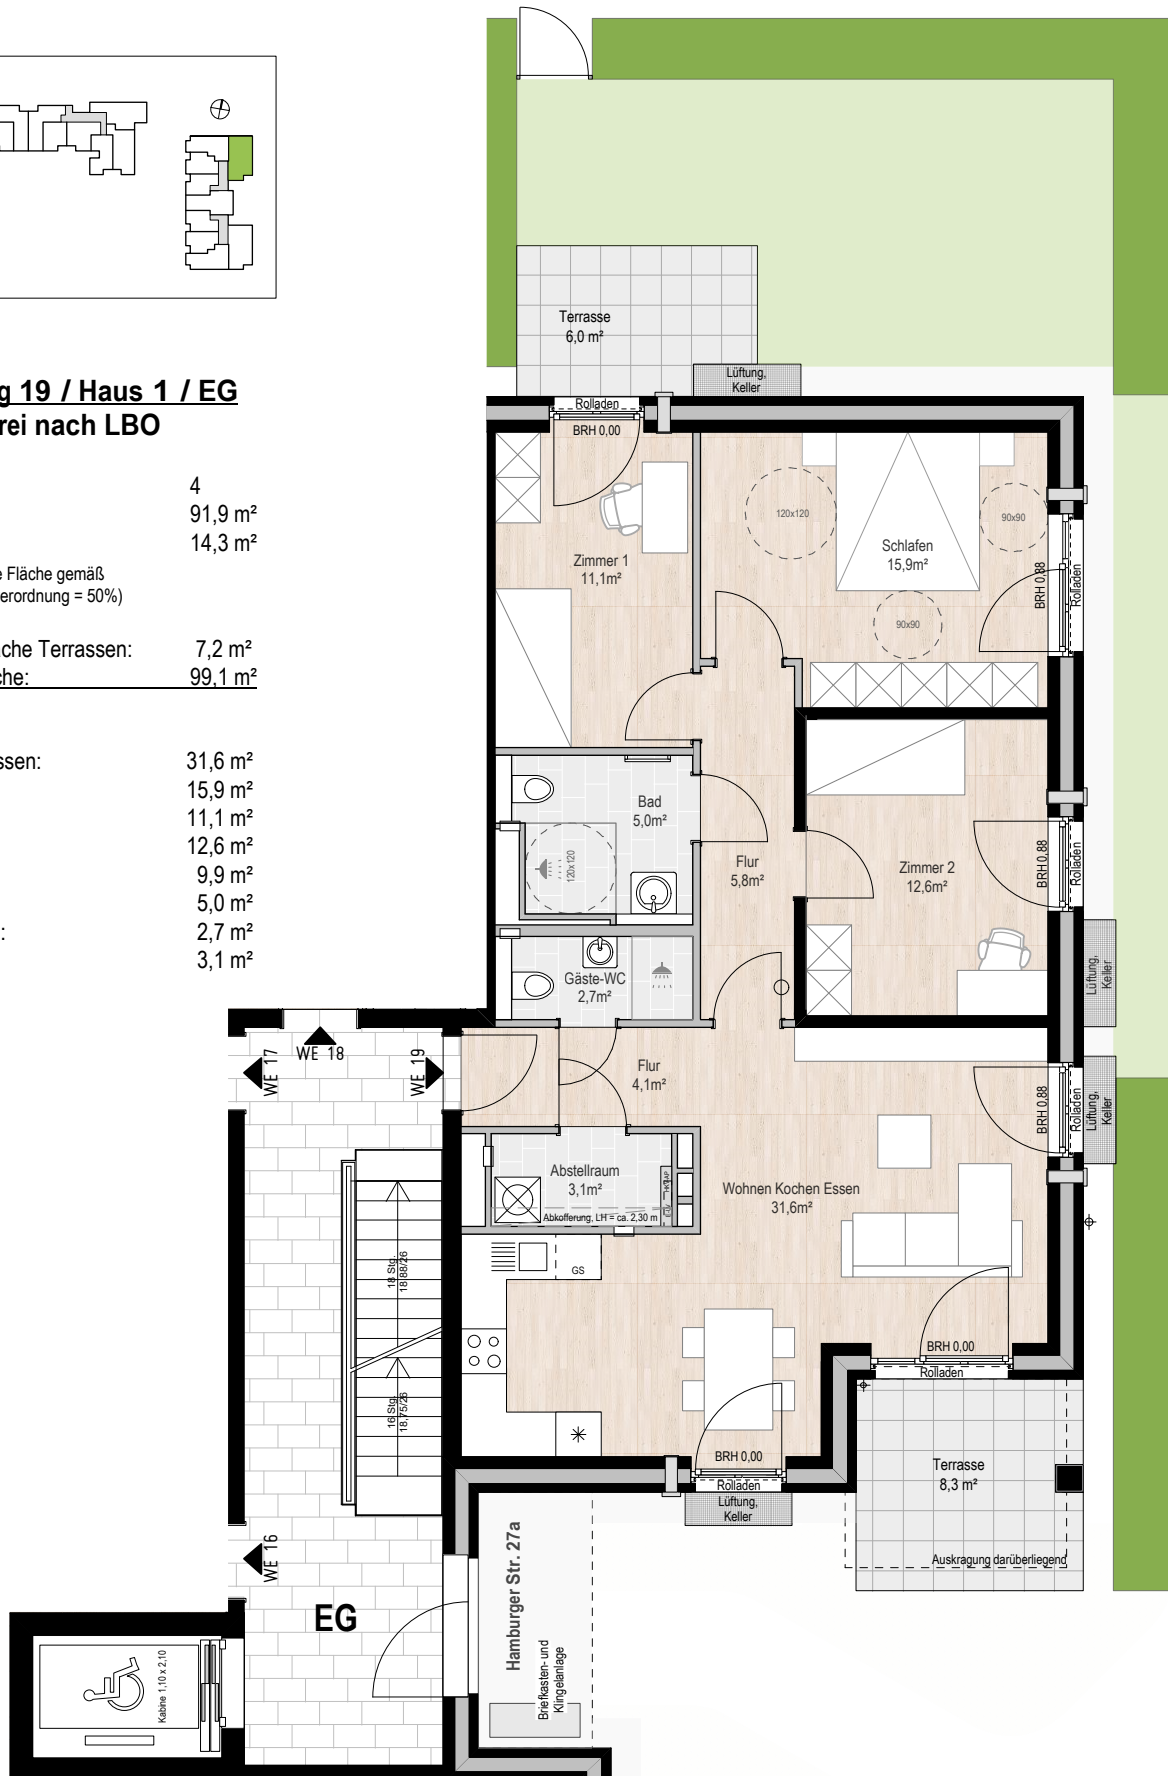 g 19 / Haus 1 / EG
rei nach LBO
4
91,9 m²
14,3 m²
e Fläche gemäß
erordnung = 50%)
äche Terrassen: 7,2 m²
che: 99,1 m²
ssen: 31,6 m²
15,9 m²
11,1 m²
12,6 m²
9,9 m²
5,0 m²
: 2,7 m²
3,1 m²
Terrasse
6,0 m²
Lüftung,
Keller
Rolladen
BRH 0,00
Zimmer 1
11,1m²
120x120
90x90
Schlafen
15,9m²
90x90
BRH 0,88
Rolladen
Bad
5,0m²
120x120
Flur
5,8m²
Zimmer 2
12,6m²
BRH 0,88
Rolladen
Lüftung,
Keller
Gäste-WC
2,7m²
WE 17
WE 18
WE 19
Flur
4,1m²
BRH 0,88
Rolladen
Lüftung,
Keller
Abstellraum
3,1m²
Abkofferung, LH = ca. 2,30 m
Wohnen Kochen Essen
31,6m²
GS
18 Stg.
18,88/26
16 Stg.
18,75/26
BRH 0,00
Rolladen
BRH 0,00
Rolladen
Lüftung,
Keller
Terrasse
8,3 m²
Auskragung darüberliegend
WE 16
EG
Hamburger Str. 27a
Briefkasten- und
Klingelanlage
Kabine 1,10 x 2,10